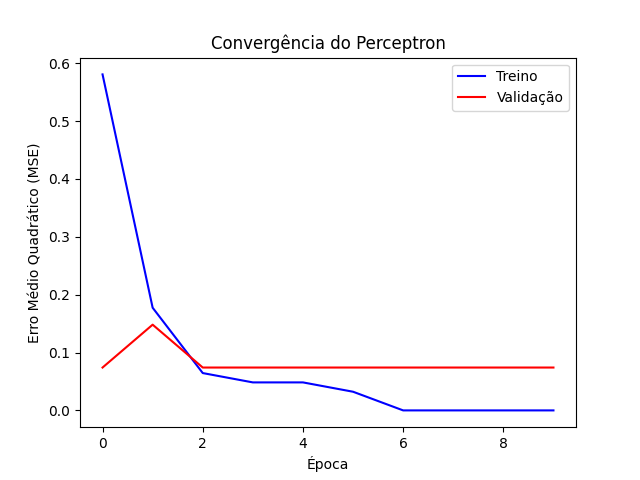 Convergência do Perceptron
Treino
Validação
Erro Médio Quadrático (MSE)
0.6
0.5
0.4
0.3
0.2
0.1
0.0
0 2 4 6 8
Época